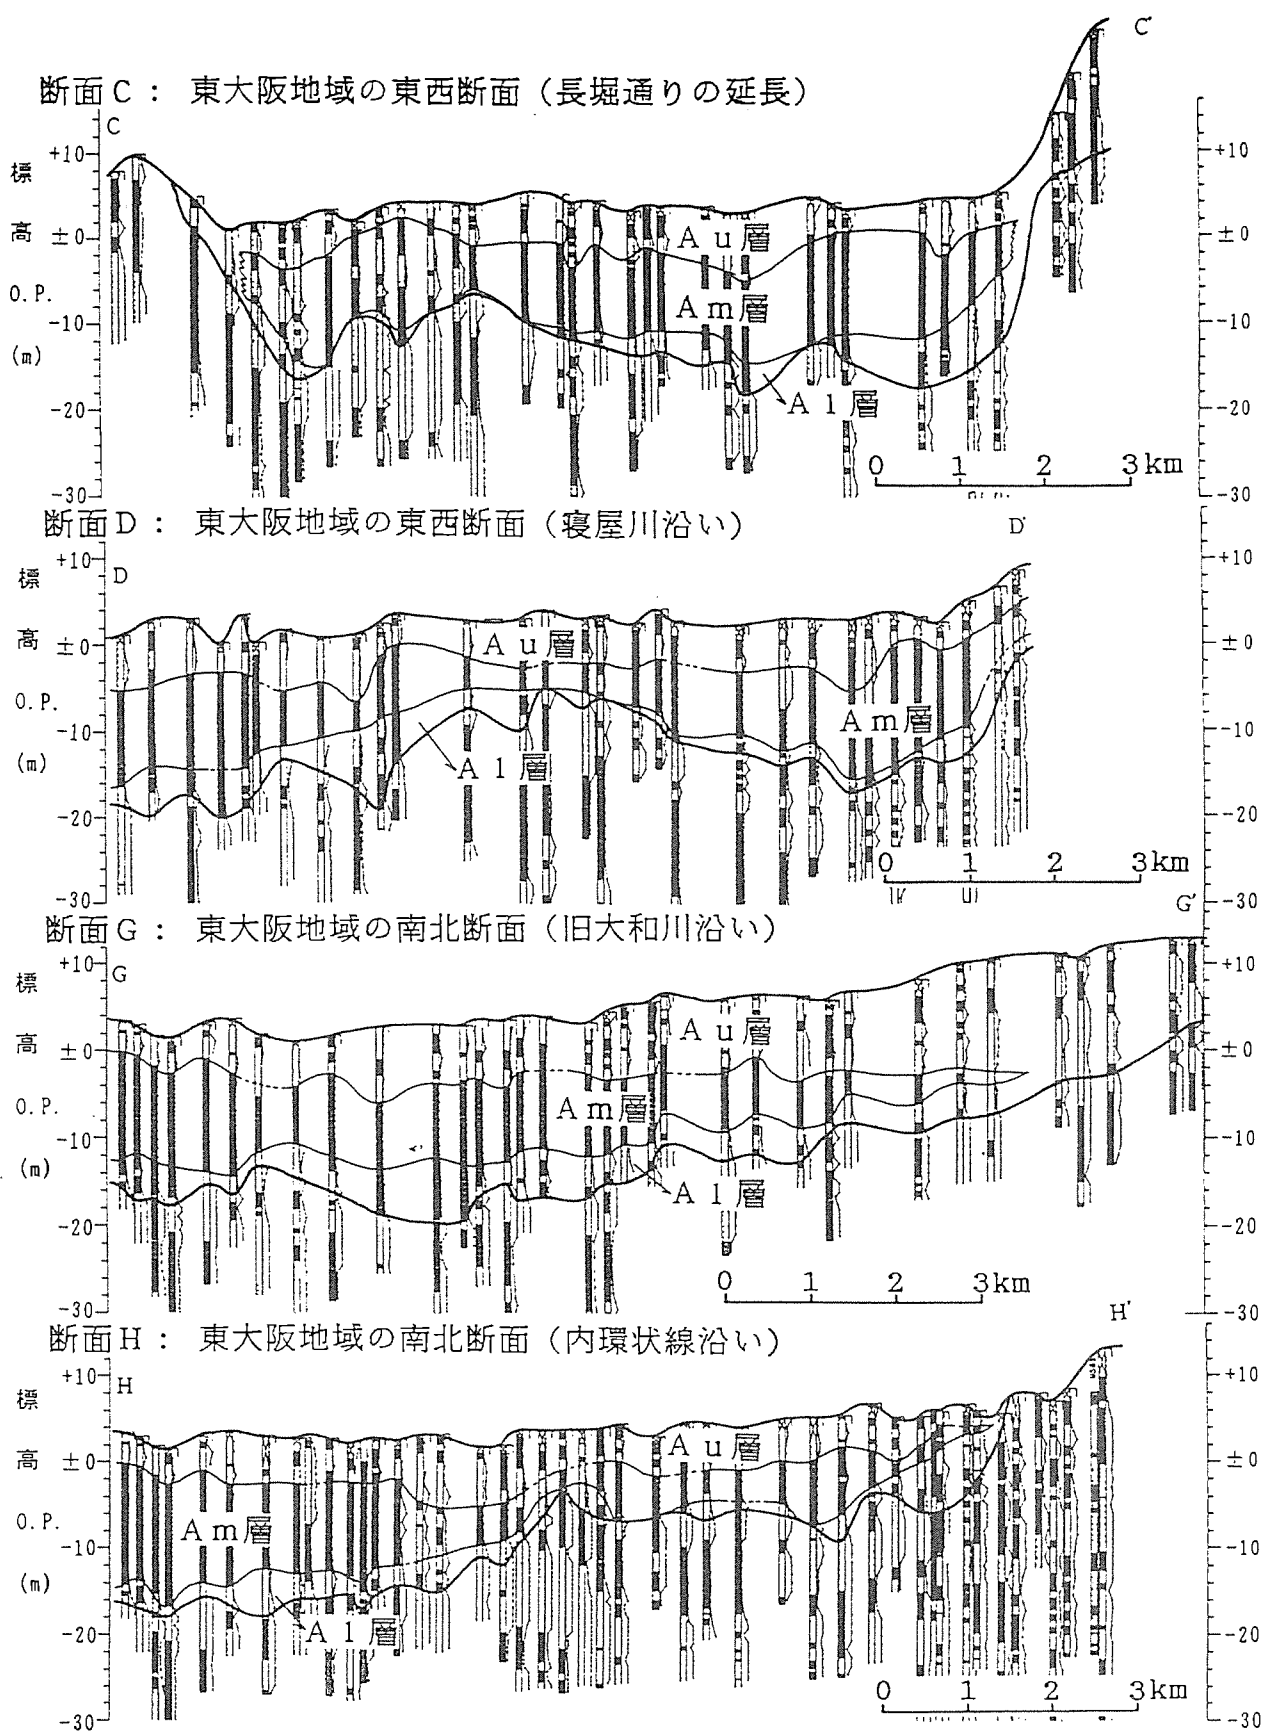 C'
断面C： 東大阪地域の東西断面（長堀通りの延長）
C
標
高
O.P.
(m)
+10
±0
-10
-20
-30
Au層
Am層
Al層
+10
±0
-10
-20
-30
0 1 2 3km
断面D： 東大阪地域の東西断面（寝屋川沿い）
D'
D
標
高
O.P.
(m)
+10
±0
-10
-20
-30
Au層
Am層
Al層
+10
±0
-10
-20
-30
0 1 2 3km
G'
断面G： 東大阪地域の南北断面（旧大和川沿い）
G
標
高
O.P.
(m)
+10
±0
-10
-20
-30
Au層
Am層
Al層
+10
±0
-10
-20
-30
0 1 2 3km
H'
断面H： 東大阪地域の南北断面（内環状線沿い）
H
標
高
O.P.
(m)
+10
±0
-10
-20
-30
Au層
Am層
Al層
+10
±0
-10
-20
-30
0 1 2 3km